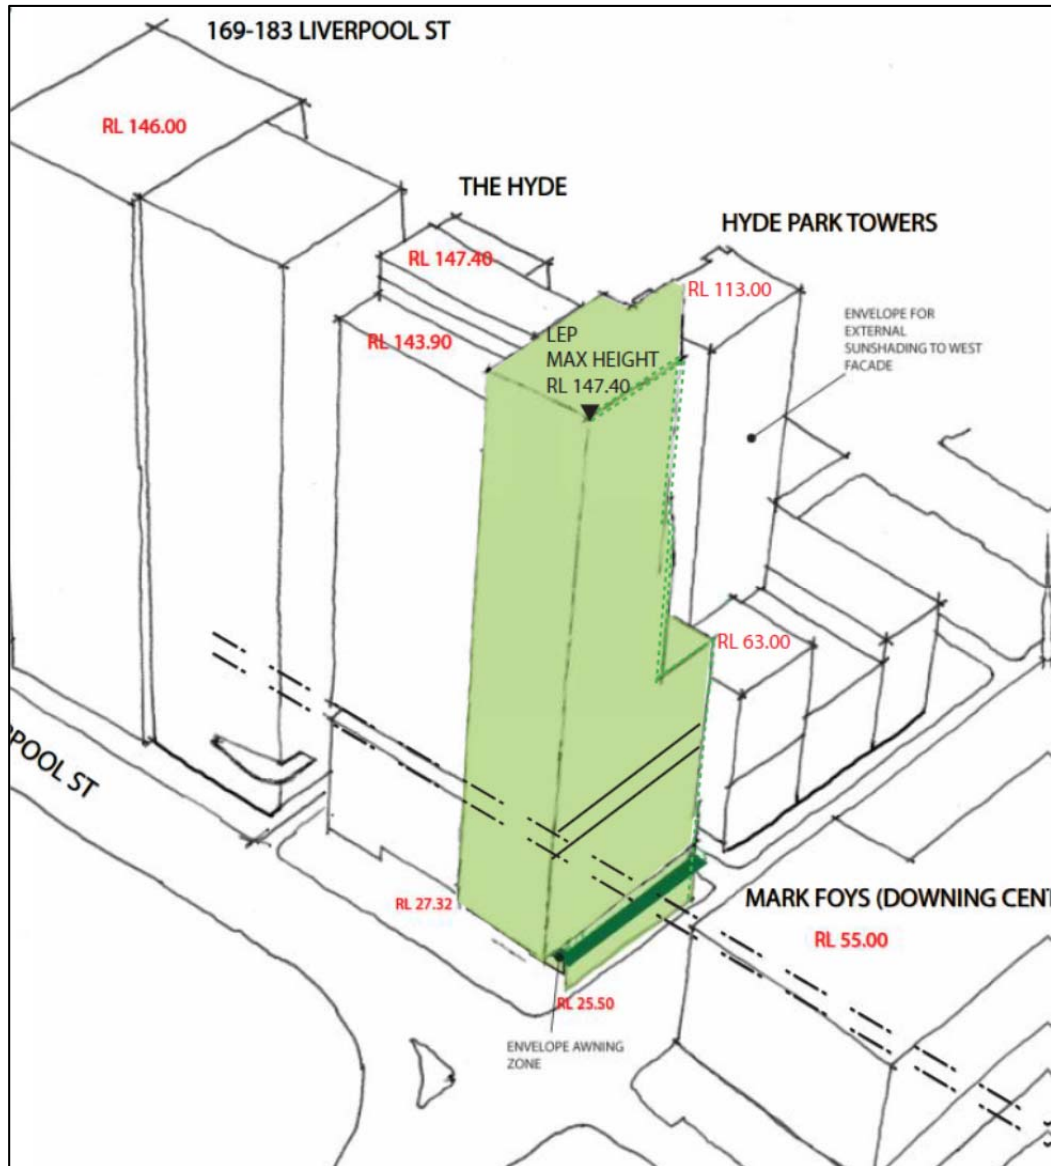 169-183 LIVERPOOL ST
RL 146.00
THE HYDE
HYDE PARK TOWERS
RL 147.40
RL 113.00
ENVELOPE FOR
EXTERNAL
SUNSHADING TO WEST
FACADE
RL 143.90
LEP
MAX HEIGHT
RL 147.40
RL 63.00
RPOOL ST
RL 27.32
MARK FOYS (DOWNING CENT
RL 55.00
RL 25.50
ENVELOPE AWNING
ZONE